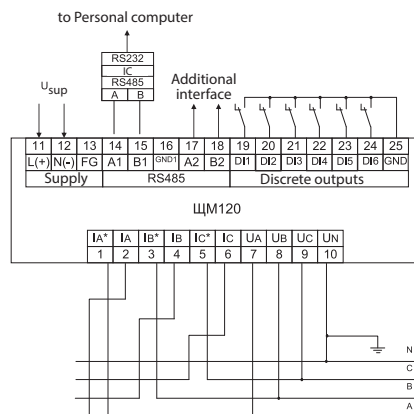 to Personal computer
RS232
IC
RS485
A B
Usup
Additional
interface
11 12 13 14 15 16 17 18 19 20 21 22 23 24 25
L(+) N(-) FG A1 B1 GND1 A2 B2 DI1 DI2 DI3 DI4 DI5 DI6 GND
Supply RS485 Discrete outputs
ЩМ120
IA* IA IB* IB IC* IC UA UB UC UN
1 2 3 4 5 6 7 8 9 10
N
C
B
A